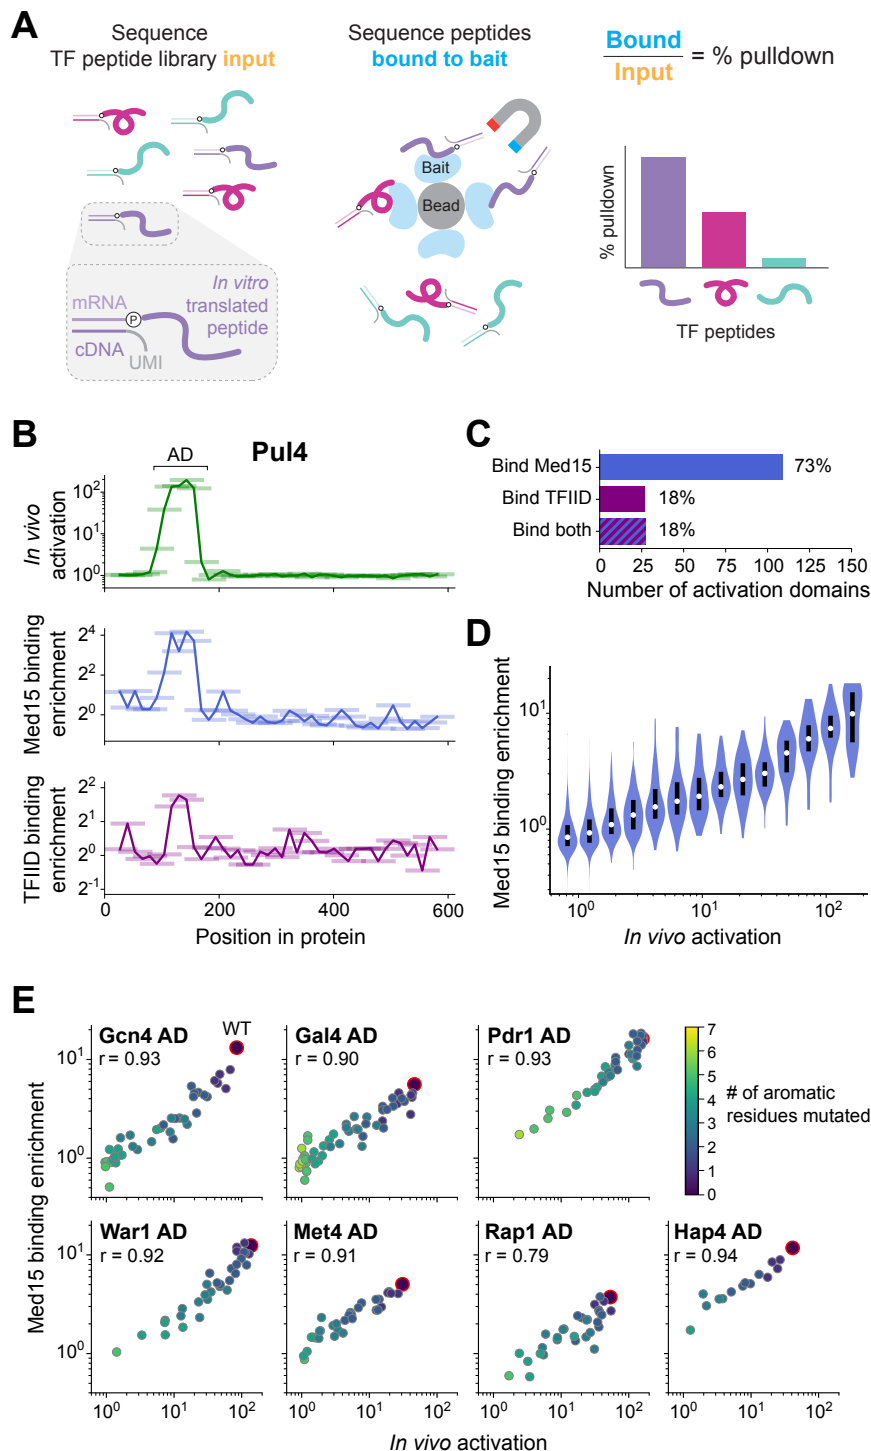 A
Sequence
TF peptide library input
Sequence peptides
bound to bait
Bound
Input
= % pulldown
Bait
Bead
mRNA
P
cDNA
UMI
In vitro
translated
peptide
% pulldown
TF peptides
B
AD
Pul4
In vivo
activation
10²
10¹
10⁰
Med15 binding
enrichment
2⁴
2²
2⁰
TFIID binding
enrichment
2²
2¹
2⁰
2⁻¹
0
200
400
600
Position in protein
C
Bind Med15
73%
Bind TFIID
18%
Bind both
18%
0
25
50
75
100
125
150
Number of activation domains
D
Med15 binding enrichment
10¹
10⁰
10⁰
10¹
10²
In vivo activation
E
Med15 binding enrichment
Gcn4 AD
r = 0.93
WT
10¹
10⁰
Gal4 AD
r = 0.90
Pdr1 AD
r = 0.93
7
6
5
4
3
2
1
0
# of aromatic
residues mutated
War1 AD
r = 0.92
10¹
10⁰
10⁰
10¹
10²
Met4 AD
r = 0.91
10⁰
10¹
10²
Rap1 AD
r = 0.79
10⁰
10¹
10²
Hap4 AD
r = 0.94
10⁰
10¹
10²
In vivo activation